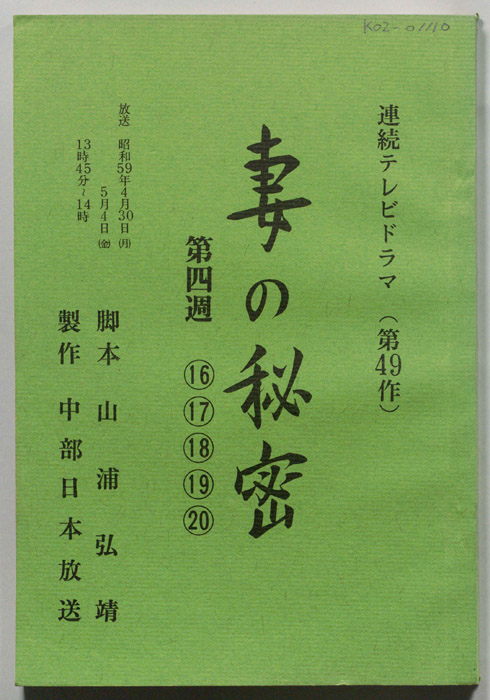 K02-01110
連続テレビドラマ（第49作）
妻の秘密
第四週 ⑯⑰⑱⑲⑳
放送 昭和59年4月30日（月）
5月4日（金）
13時45分～14時
脚本 山浦弘靖
製作 中部日本放送